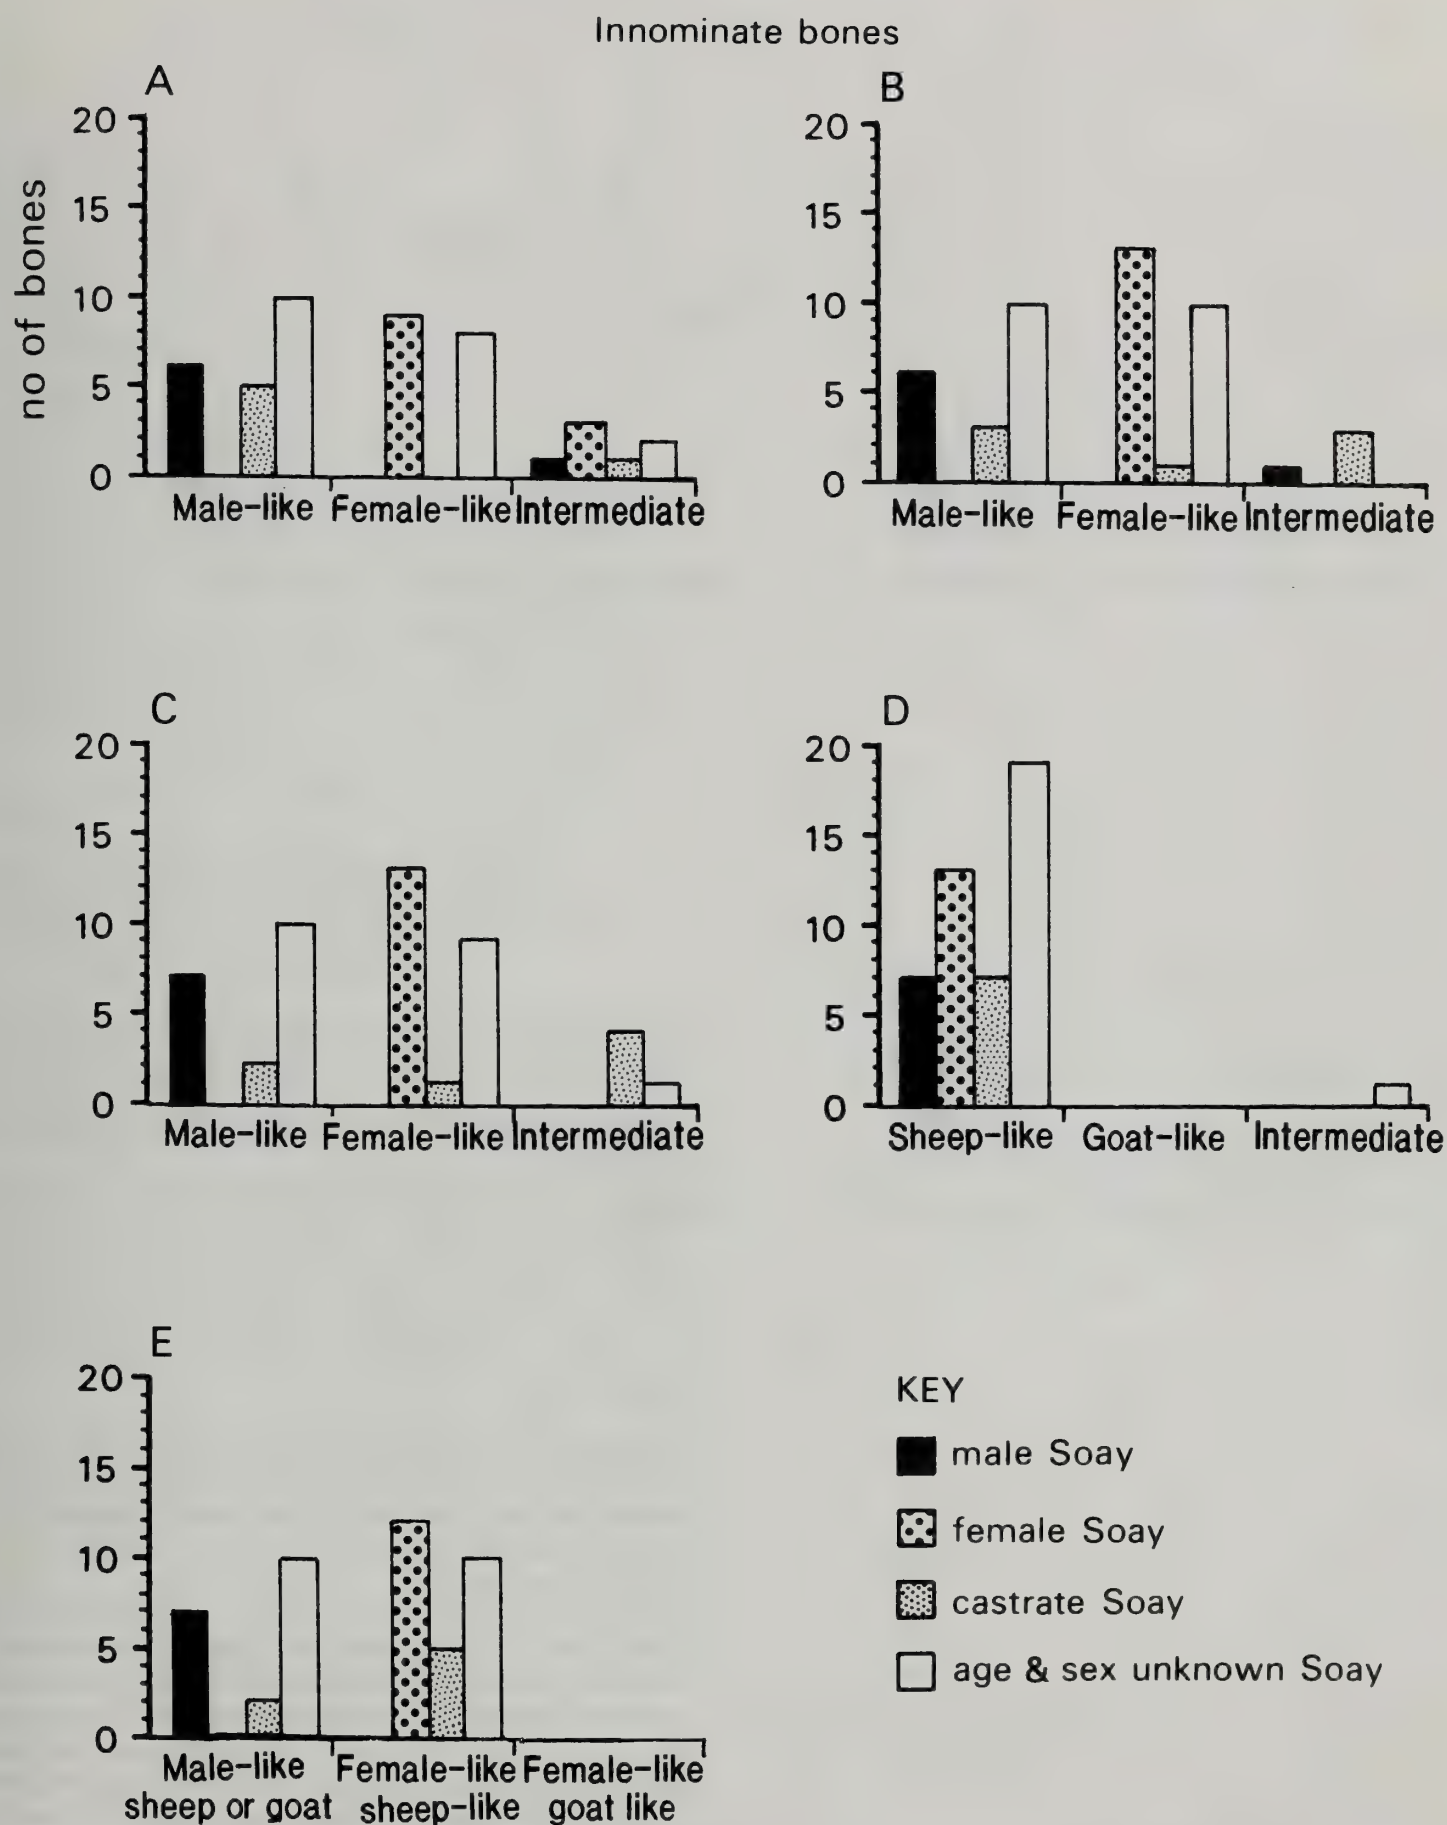 Innominate bones
A
B
no of bones
20
15
10
5
0
Male-like Female-like Intermediate
20
15
10
5
0
Male-like Female-like Intermediate
C
D
20
15
10
5
0
Male-like Female-like Intermediate
20
15
10
5
0
Sheep-like Goat-like Intermediate
E
20
15
10
5
0
Male-like Female-like Female-like
sheep or goat sheep-like goat like
KEY
male Soay
female Soay
castrate Soay
age & sex unknown Soay